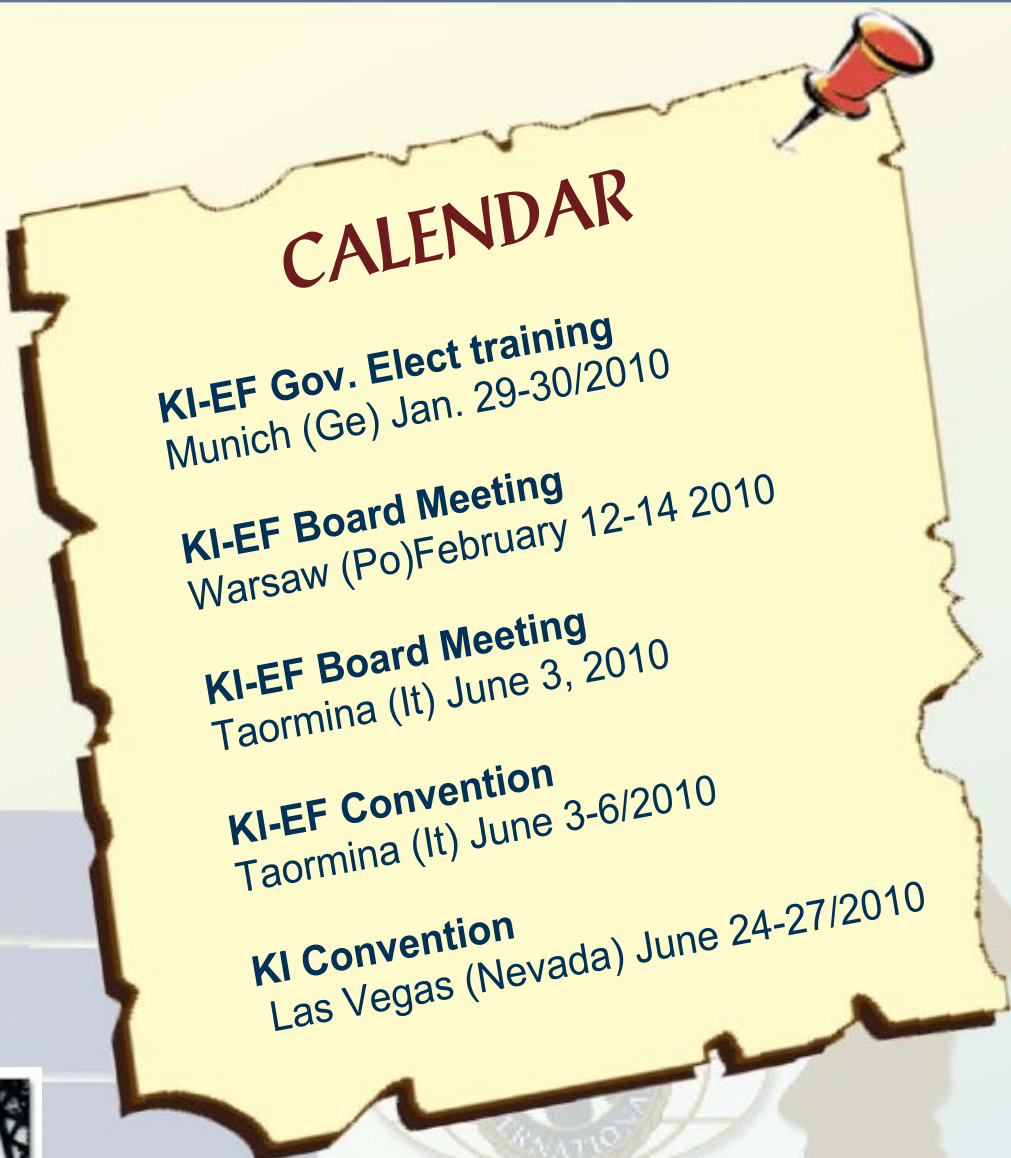 CALENDAR
KI-EF Gov. Elect training
Munich (Ge) Jan. 29-30/2010
KI-EF Board Meeting
Warsaw (Po)February 12-14 2010
KI-EF Board Meeting
Taormina (It) June 3, 2010
KI-EF Convention
Taormina (It) June 3-6/2010
KI Convention
Las Vegas (Nevada) June 24-27/2010